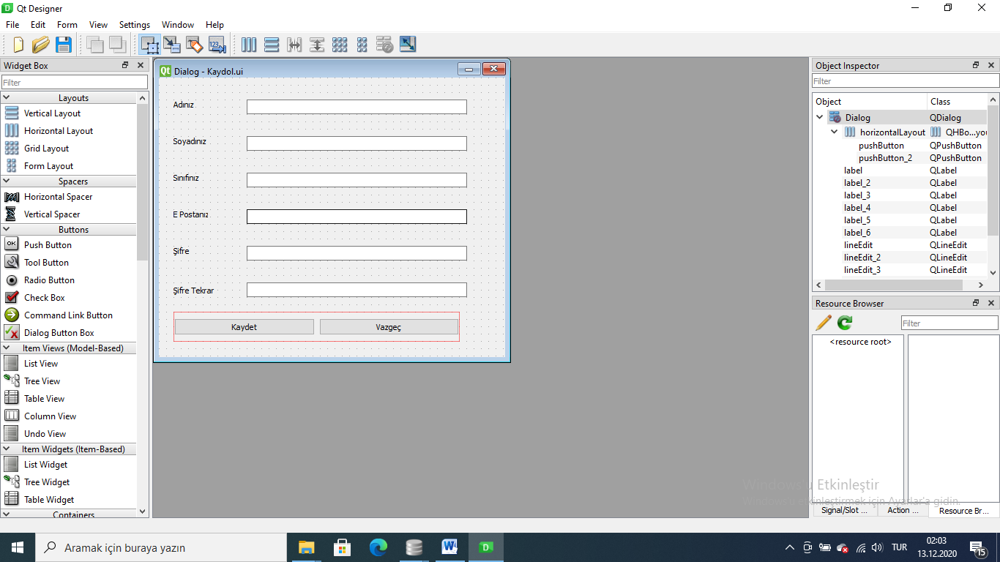 Qt Designer
File Edit Form View Settings Window Help
Widget Box
Filter
Layouts
Vertical Layout
Horizontal Layout
Grid Layout
Form Layout
Spacers
Horizontal Spacer
Vertical Spacer
Buttons
OK Push Button
Tool Button
Radio Button
Check Box
Command Link Button
Dialog Button Box
Item Views (Model-Based)
List View
Tree View
Table View
Column View
Undo View
Item Widgets (Item-Based)
List Widget
Tree Widget
Table Widget
Containers
Qt Dialog - Kaydol.ui
Adınız
Soyadınız
Sınıfınız
E Postanız
Şifre
Şifre Tekrar
Kaydet Vazgeç
Object Inspector
Filter
Object Class
Dialog QDialog
horizontalLayout QHBo...you
pushButton QPushButton
pushButton_2 QPushButton
label QLabel
label_2 QLabel
label_3 QLabel
label_4 QLabel
label_5 QLabel
label_6 QLabel
lineEdit QLineEdit
lineEdit_2 QLineEdit
lineEdit_3 QLineEdit
Resource Browser
Filter
<resource root>
Windows'u Etkinleştir
Windows'u etkinleştirmek için Ayarlar'a gidin.
Signal/Slot ... Action ... Resource Br...
Aramak için buraya yazın
TUR
02:03
13.12.2020
15